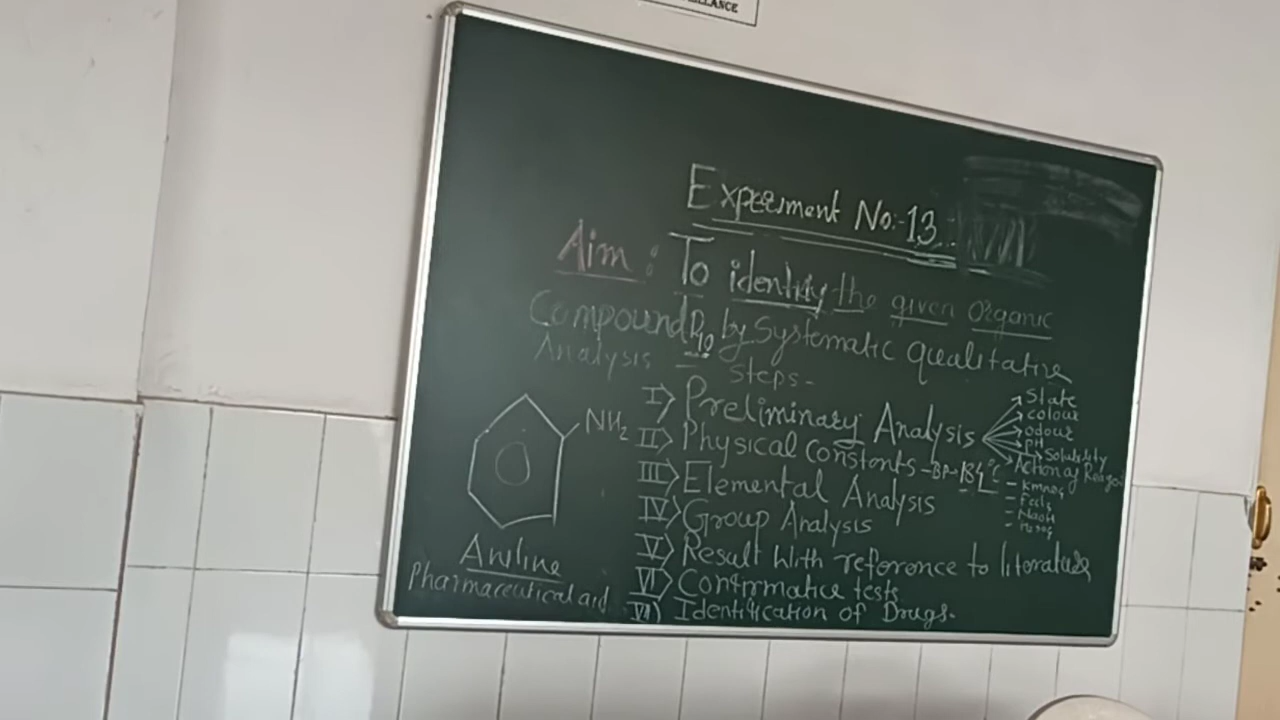 Experiment No:-13
Aim: To identify the given organic
Compound D10 by Systematic qualitative
Analysis
Steps-
I) Preliminary Analysis
State
colour
odour
pH
Solubility
Action of Reagent
- KMnO4
- FeCl3
- NaOH
II) Physical constants - BP-184°C
III) Elemental Analysis
IV) Group Analysis
V) Result With reference to literature
VI) Confirmative tests
VII) Identification of Drugs.
NH2
Aniline
Pharmaceutical aid